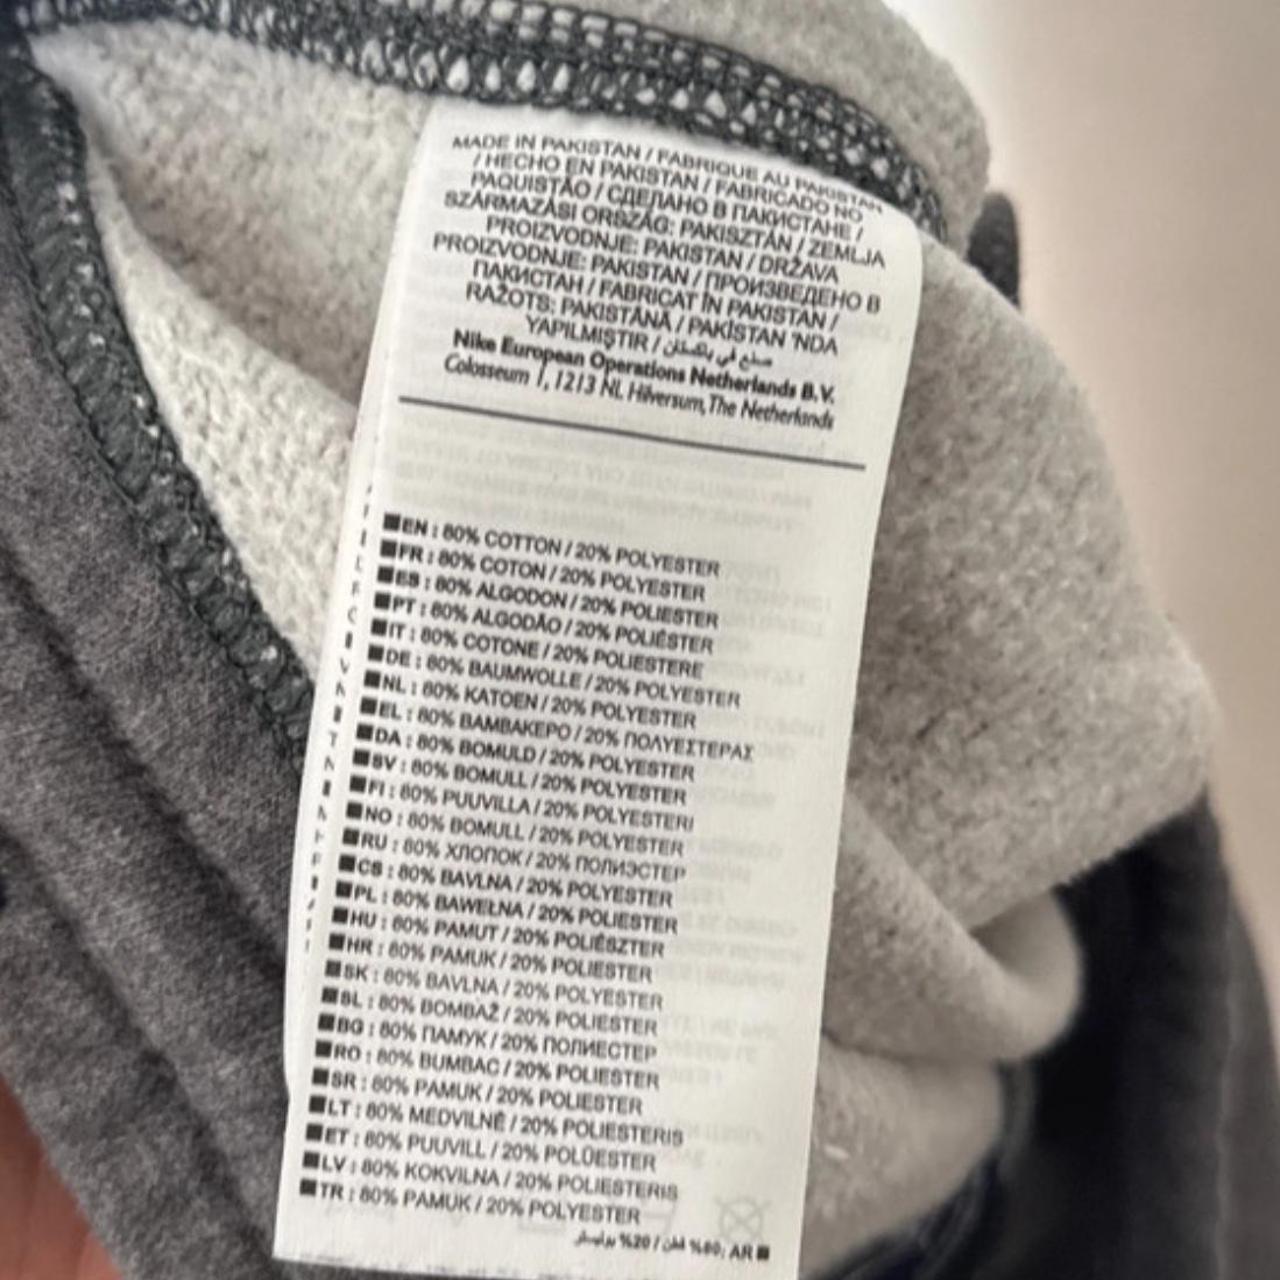 MADE IN PAKISTAN / FABRIQUE AU PAKISTAN
/ HECHO EN PAKISTAN / FABRICADO NO
PAQUISTÃO / СДЕЛАНО В ПАКИСТАНЕ /
SZÁRMAZÁSI ORSZÁG: PAKISZTÁN / ZEMLJA
PROIZVODNJE: PAKISTAN / DRŽAVA
PROIZVODNJE: PAKISTAN / ПРОИЗВЕДЕНО В
ПАКИСТАН / FABRICAT ÎN PAKISTAN /
RAŽOTS: PAKISTĀNĀ / PAKİSTAN 'NDA
YAPILMIŞTIR / صنع في باكستان
Nike European Operations Netherlands B.V.
Colosseum 1, 1213 NL Hilversum, The Netherlands
EN : 80% COTTON / 20% POLYESTER
FR : 80% COTON / 20% POLYESTER
ES : 80% ALGODON / 20% POLIESTER
PT : 80% ALGODÃO / 20% POLIÉSTER
IT : 80% COTONE / 20% POLIESTERE
DE : 80% BAUMWOLLE / 20% POLYESTER
NL : 80% KATOEN / 20% POLYESTER
EL : 80% ΒΑΜΒΑΚΕΡΟ / 20% ΠΟΛΥΕΣΤΕΡΑΣ
DA : 80% BOMULD / 20% POLYESTER
SV : 80% BOMULL / 20% POLYESTER
FI : 80% PUUVILLA / 20% POLYESTERI
NO : 80% BOMULL / 20% POLYESTER
RU : 80% ХЛОПОК / 20% ПОЛИЭСТЕР
CS : 80% BAVLNA / 20% POLYESTER
PL : 80% BAWEŁNA / 20% POLIESTER
HU : 80% PAMUT / 20% POLIÉSZTER
HR : 80% PAMUK / 20% POLIESTER
SK : 80% BAVLNA / 20% POLYESTER
SL : 80% BOMBAŽ / 20% POLIESTER
BG : 80% ПАМУК / 20% ПОЛИЕСТЕР
RO : 80% BUMBAC / 20% POLIESTER
SR : 80% PAMUK / 20% POLIESTER
LT : 80% MEDVILNĖ / 20% POLIESTERIS
ET : 80% PUUVILL / 20% POLÜESTER
LV : 80% KOKVILNA / 20% POLIESTERIS
TR : 80% PAMUK / 20% POLYESTER
AR :80% قطن / 20% بوليستر